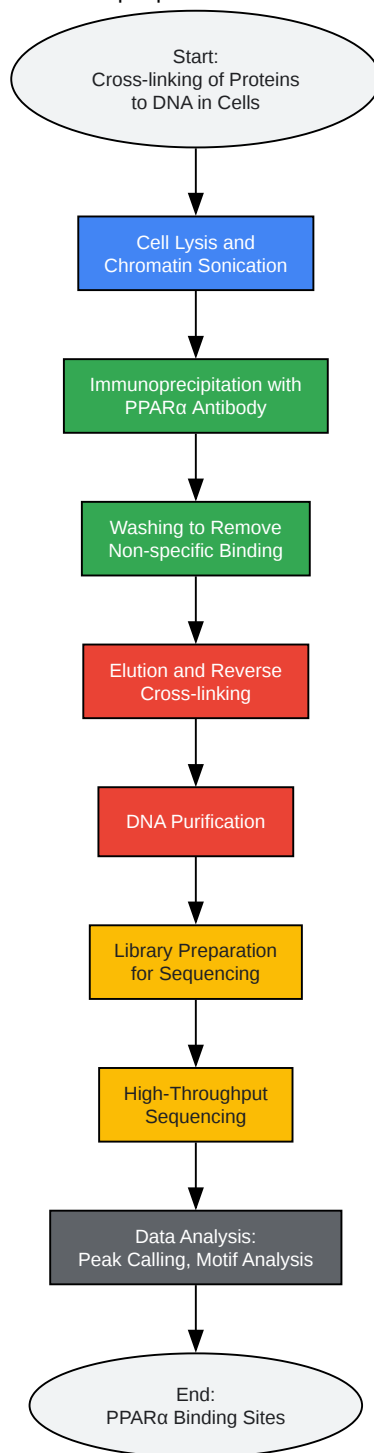 Start:
Cross-linking of Proteins
to DNA in Cells
Cell Lysis and
Chromatin Sonication
Immunoprecipitation with
PPARα Antibody
Washing to Remove
Non-specific Binding
Elution and Reverse
Cross-linking
DNA Purification
Library Preparation
for Sequencing
High-Throughput
Sequencing
Data Analysis:
Peak Calling, Motif Analysis
End:
PPARα Binding Sites